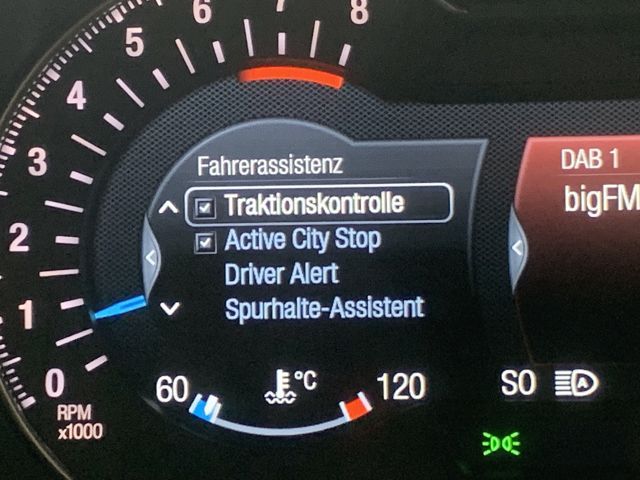 8
7
6
5
4
3
2
1
0
RPM
x1000
Fahrerassistenz
Traktionskontrolle
Active City Stop
Driver Alert
Spurhalte-Assistent
60
°C
120
DAB 1
bigFM
SO
A